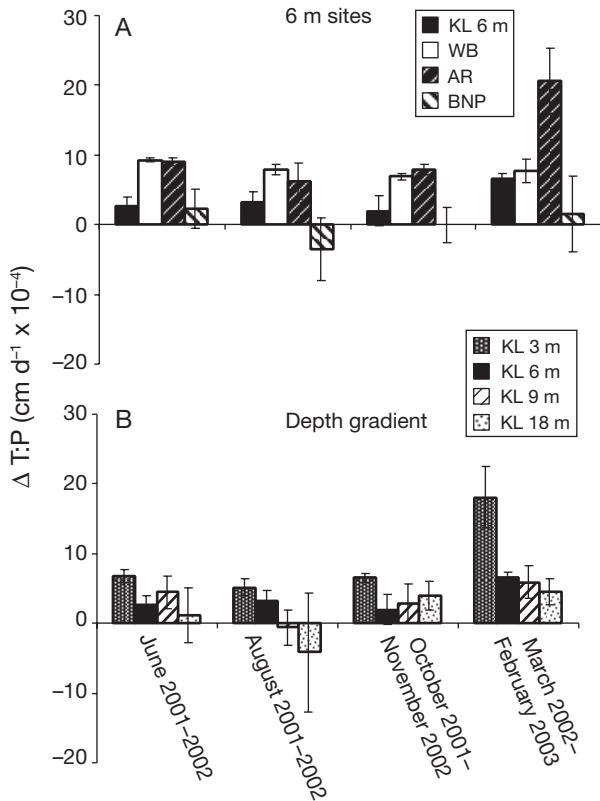 Δ T:P (cm d⁻¹ x 10⁻⁴)
A
6 m sites
KL 6 m
WB
AR
BNP
30
20
10
0
–10
–20
B
Depth gradient
KL 3 m
KL 6 m
KL 9 m
KL 18 m
30
20
10
0
–10
–20
June 2001–2002
August 2001–2002
October 2001–
November 2002
March 2002–
February 2003